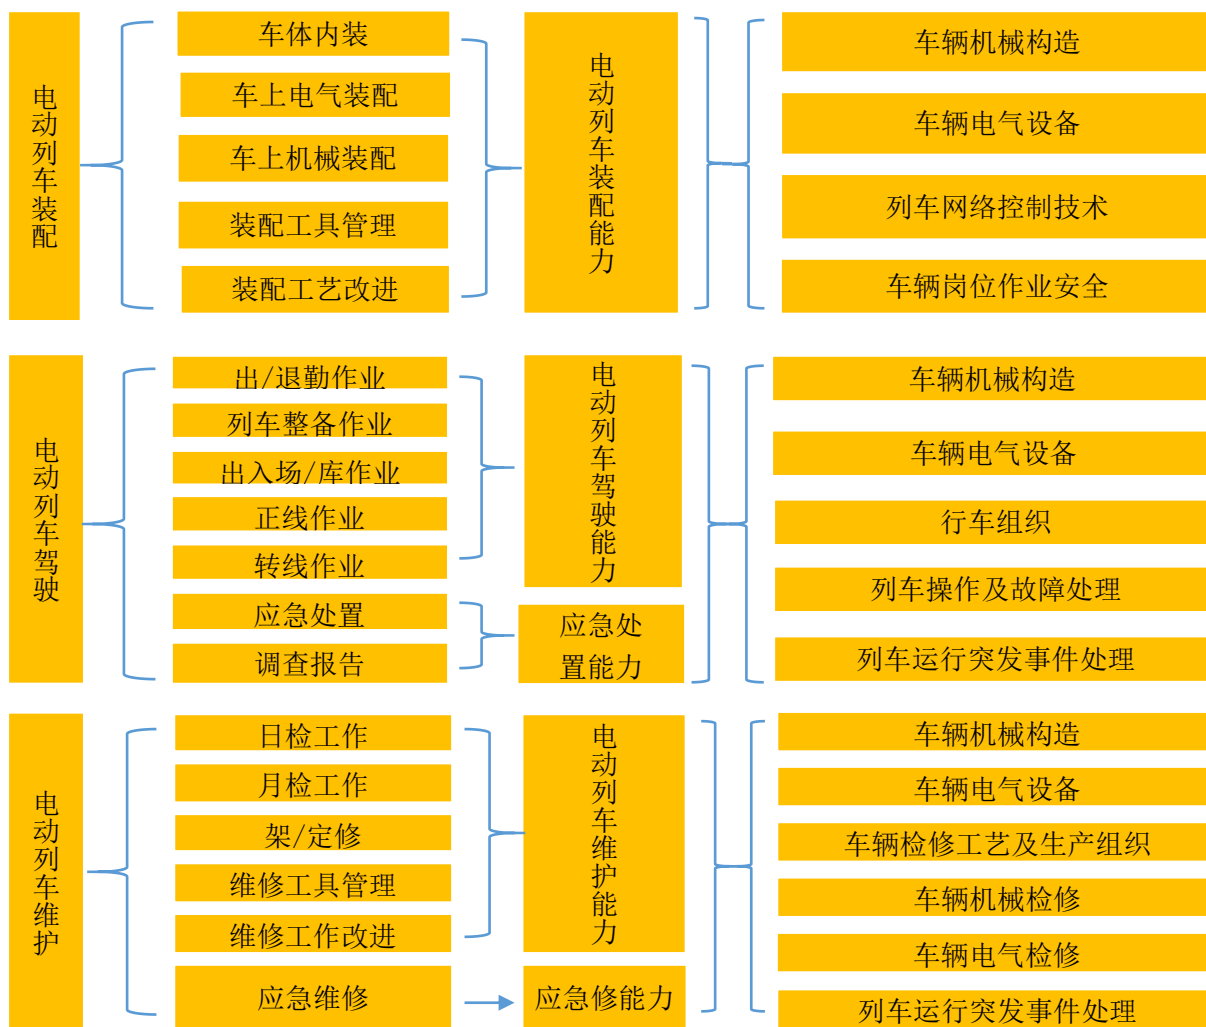 电动列车装配
车体内装
车上电气装配
车上机械装配
装配工具管理
装配工艺改进
电动列车装配能力
车辆机械构造
车辆电气设备
列车网络控制技术
车辆岗位作业安全
电动列车驾驶
出/退勤作业
列车整备作业
出入场/库作业
正线作业
转线作业
应急处置
调查报告
电动列车驾驶能力
应急处
置能力
车辆机械构造
车辆电气设备
行车组织
列车操作及故障处理
列车运行突发事件处理
电动列车维护
日检工作
月检工作
架/定修
维修工具管理
维修工作改进
应急维修
电动列车维护能力
应急修能力
车辆机械构造
车辆电气设备
车辆检修工艺及生产组织
车辆机械检修
车辆电气检修
列车运行突发事件处理